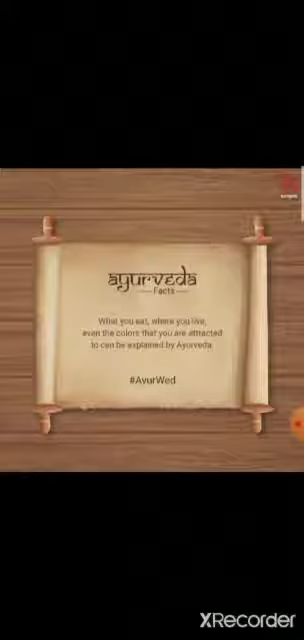 ayurveda
Facts
What you eat, where you live,
even the colors that you are attracted
to can be explained by Ayurveda
#AyurWed
XRecorder